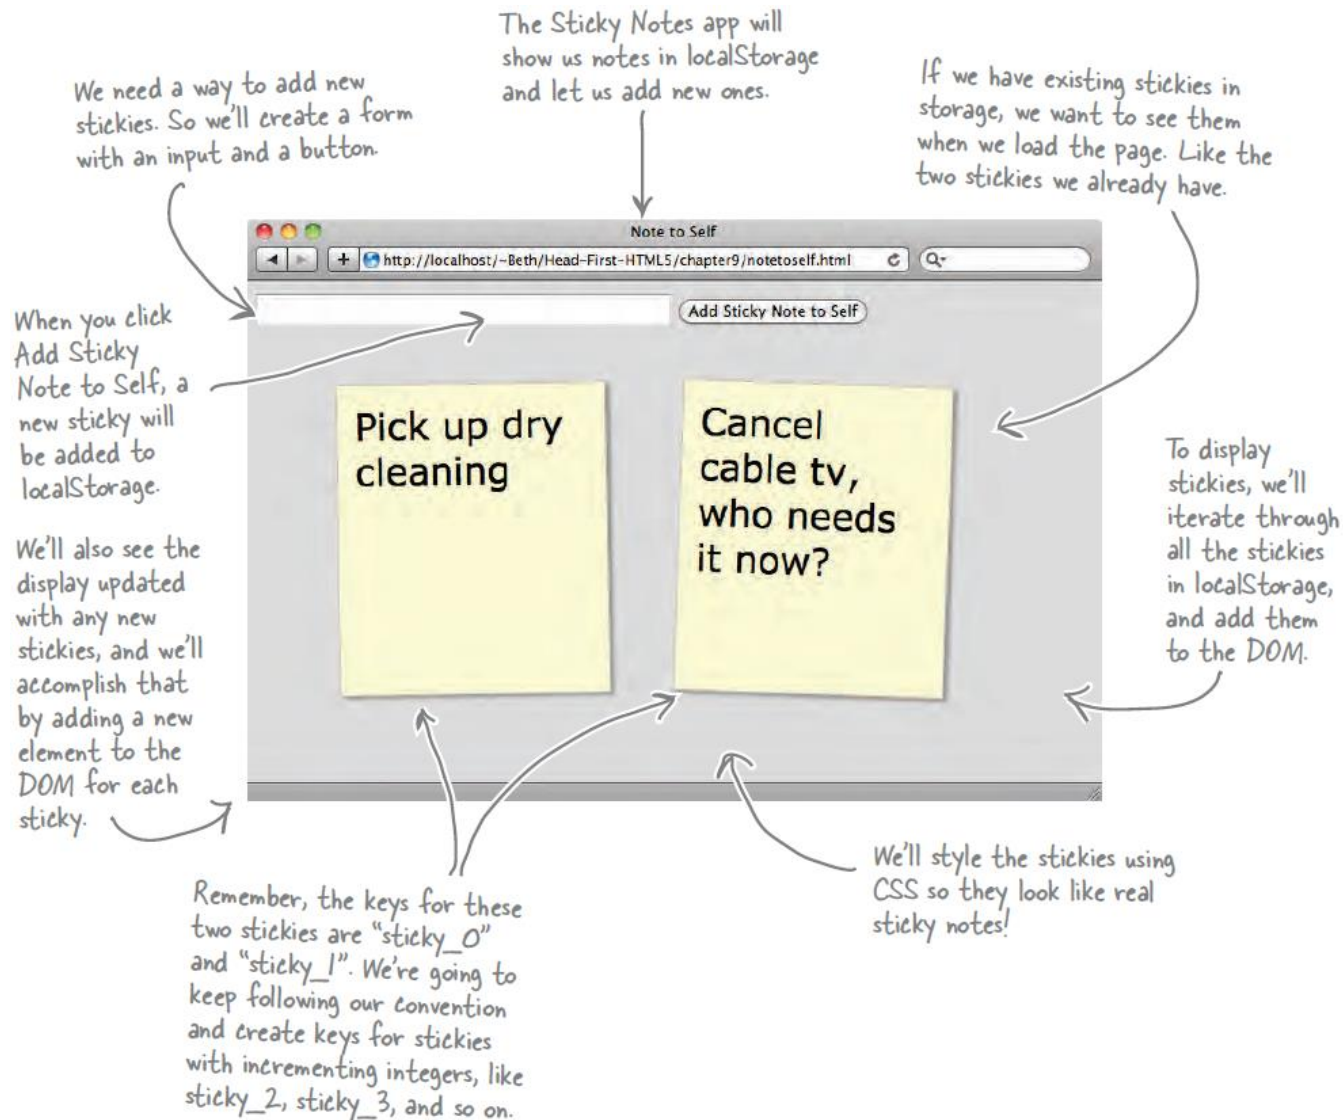 The Sticky Notes app will
show us notes in localStorage
and let us add new ones.
We need a way to add new
stickies. So we'll create a form
with an input and a button.
If we have existing stickies in
storage, we want to see them
when we load the page. Like the
two stickies we already have.
Note to Self
http://localhost/~Beth/Head-First-HTML5/chapter9/notetoself.html
Add Sticky Note to Self
When you click
Add Sticky
Note to Self, a
new sticky will
be added to
localStorage.
Pick up dry
cleaning
Cancel
cable tv,
who needs
it now?
To display
stickies, we'll
iterate through
all the stickies
in localStorage,
and add them
to the DOM.
We'll also see the
display updated
with any new
stickies, and we'll
accomplish that
by adding a new
element to the
DOM for each
sticky.
We'll style the stickies using
CSS so they look like real
sticky notes!
Remember, the keys for these
two stickies are "sticky_0"
and "sticky_1". We're going to
keep following our convention
and create keys for stickies
with incrementing integers, like
sticky_2, sticky_3, and so on.